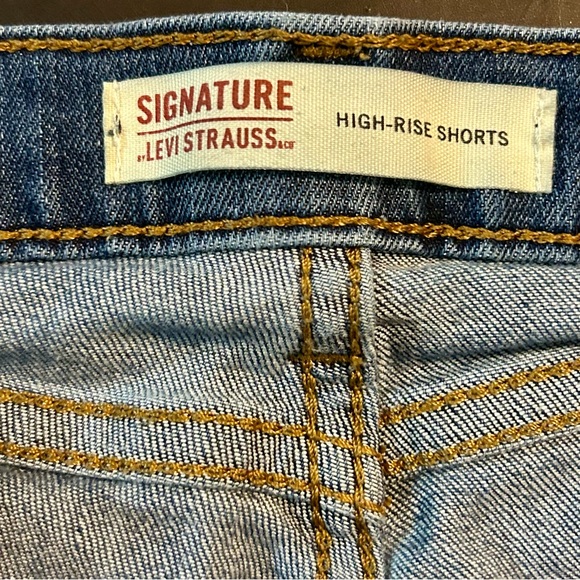 SIGNATURE
BY LEVI STRAUSS & CO
HIGH-RISE SHORTS